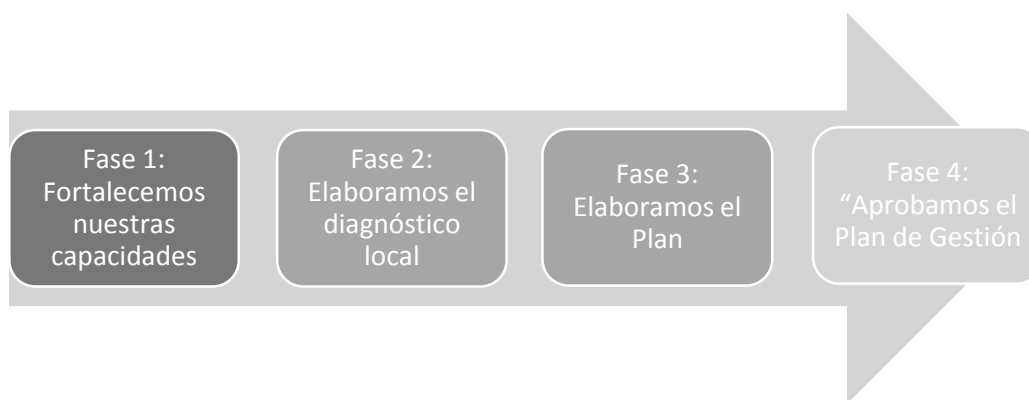 Fase 1:
Fortalecemos
nuestras
capacidades
Fase 2:
Elaboramos el
diagnóstico
local
Fase 3:
Elaboramos el
Plan
Fase 4:
“Aprobamos el
Plan de Gestión